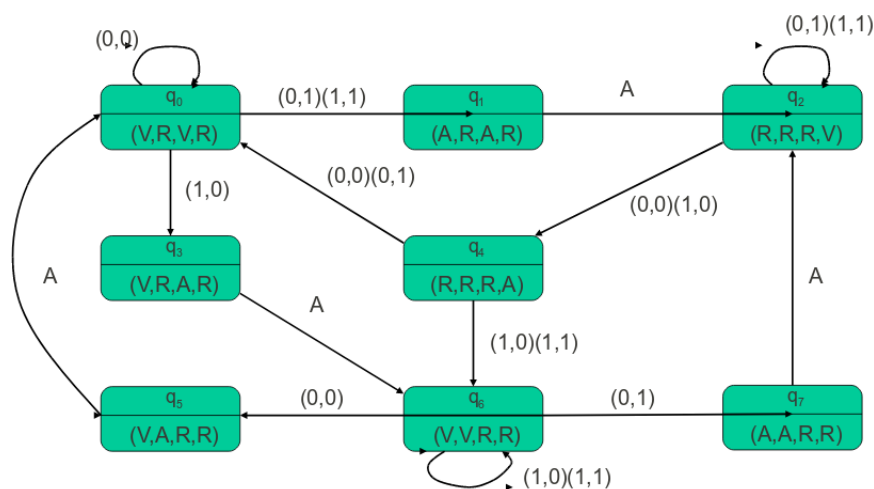 (0,0)
(0,1)(1,1)
q0
(0,1)(1,1)
q1
A
q2
(V,R,V,R)
(A,R,A,R)
(R,R,R,V)
(0,0)(0,1)
(1,0)
(0,0)(1,0)
q3
q4
A
A
(V,R,A,R)
(R,R,R,A)
A
(1,0)(1,1)
q5
(0,0)
q6
(0,1)
q7
(V,A,R,R)
(V,V,R,R)
(A,A,R,R)
(1,0)(1,1)